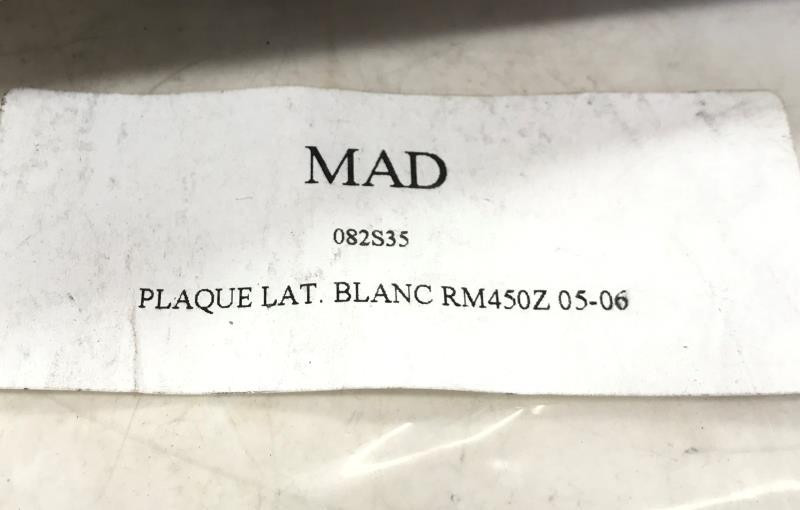 MAD
082S35
PLAQUE LAT. BLANC RM450Z 05-06